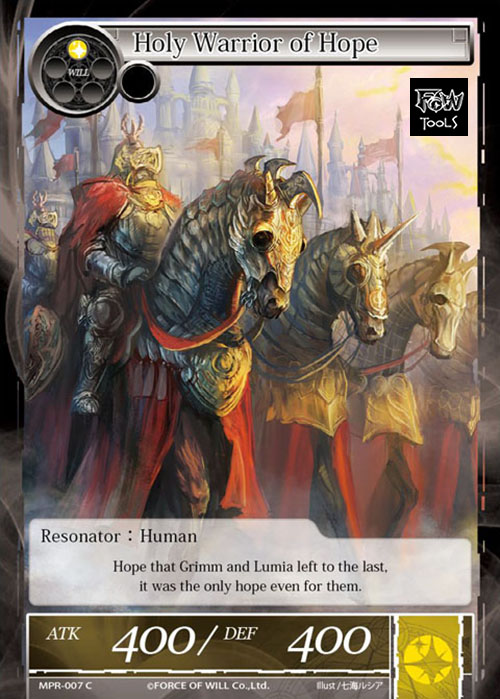 Holy Warrior of Hope
WILL
FOW
TOOLS
Resonator : Human
Hope that Grimm and Lumia left to the last,
it was the only hope even for them.
ATK 400 / DEF 400
MPR-007 C ©FORCE OF WILL Co.,Ltd. Illust/七海ルシア